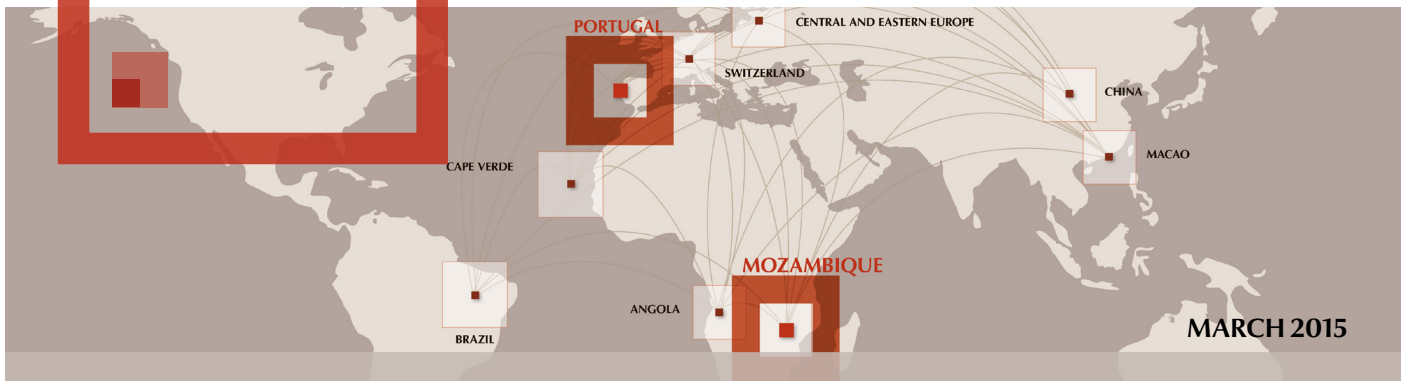 PORTUGAL
CENTRAL AND EASTERN EUROPE
SWITZERLAND
CHINA
MACAO
CAPE VERDE
MOZAMBIQUE
ANGOLA
BRAZIL
MARCH 2015